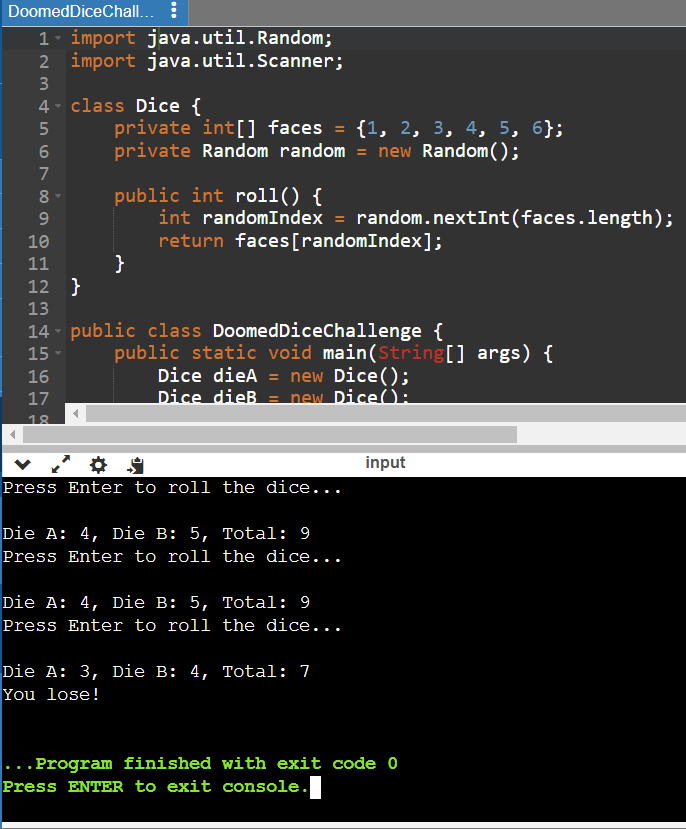 DoomedDiceChall...
1 import java.util.Random;
2 import java.util.Scanner;
3
4 class Dice {
5     private int[] faces = {1, 2, 3, 4, 5, 6};
6     private Random random = new Random();
7
8     public int roll() {
9         int randomIndex = random.nextInt(faces.length);
10         return faces[randomIndex];
11     }
12 }
13
14 public class DoomedDiceChallenge {
15     public static void main(String[] args) {
16         Dice dieA = new Dice();
17         Dice dieB = new Dice();
18
input
Press Enter to roll the dice...
Die A: 4, Die B: 5, Total: 9
Press Enter to roll the dice...
Die A: 4, Die B: 5, Total: 9
Press Enter to roll the dice...
Die A: 3, Die B: 4, Total: 7
You lose!
...Program finished with exit code 0
Press ENTER to exit console.